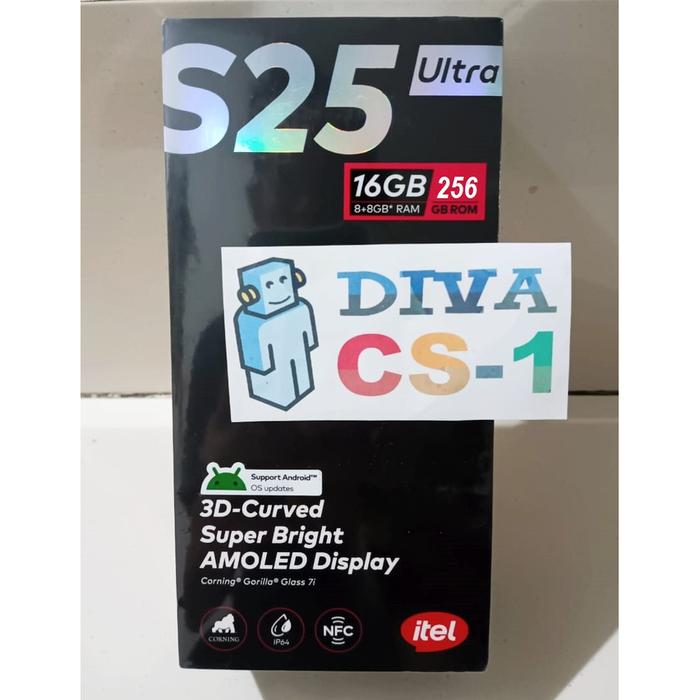 S25
Ultra
16GB 256
8+8GB* RAM GB ROM
DIVA
CS-1
Support Android™
OS updates
3D-Curved
Super Bright
AMOLED Display
Corning® Gorilla® Glass 7i
CORNING
IP64
NFC
itel